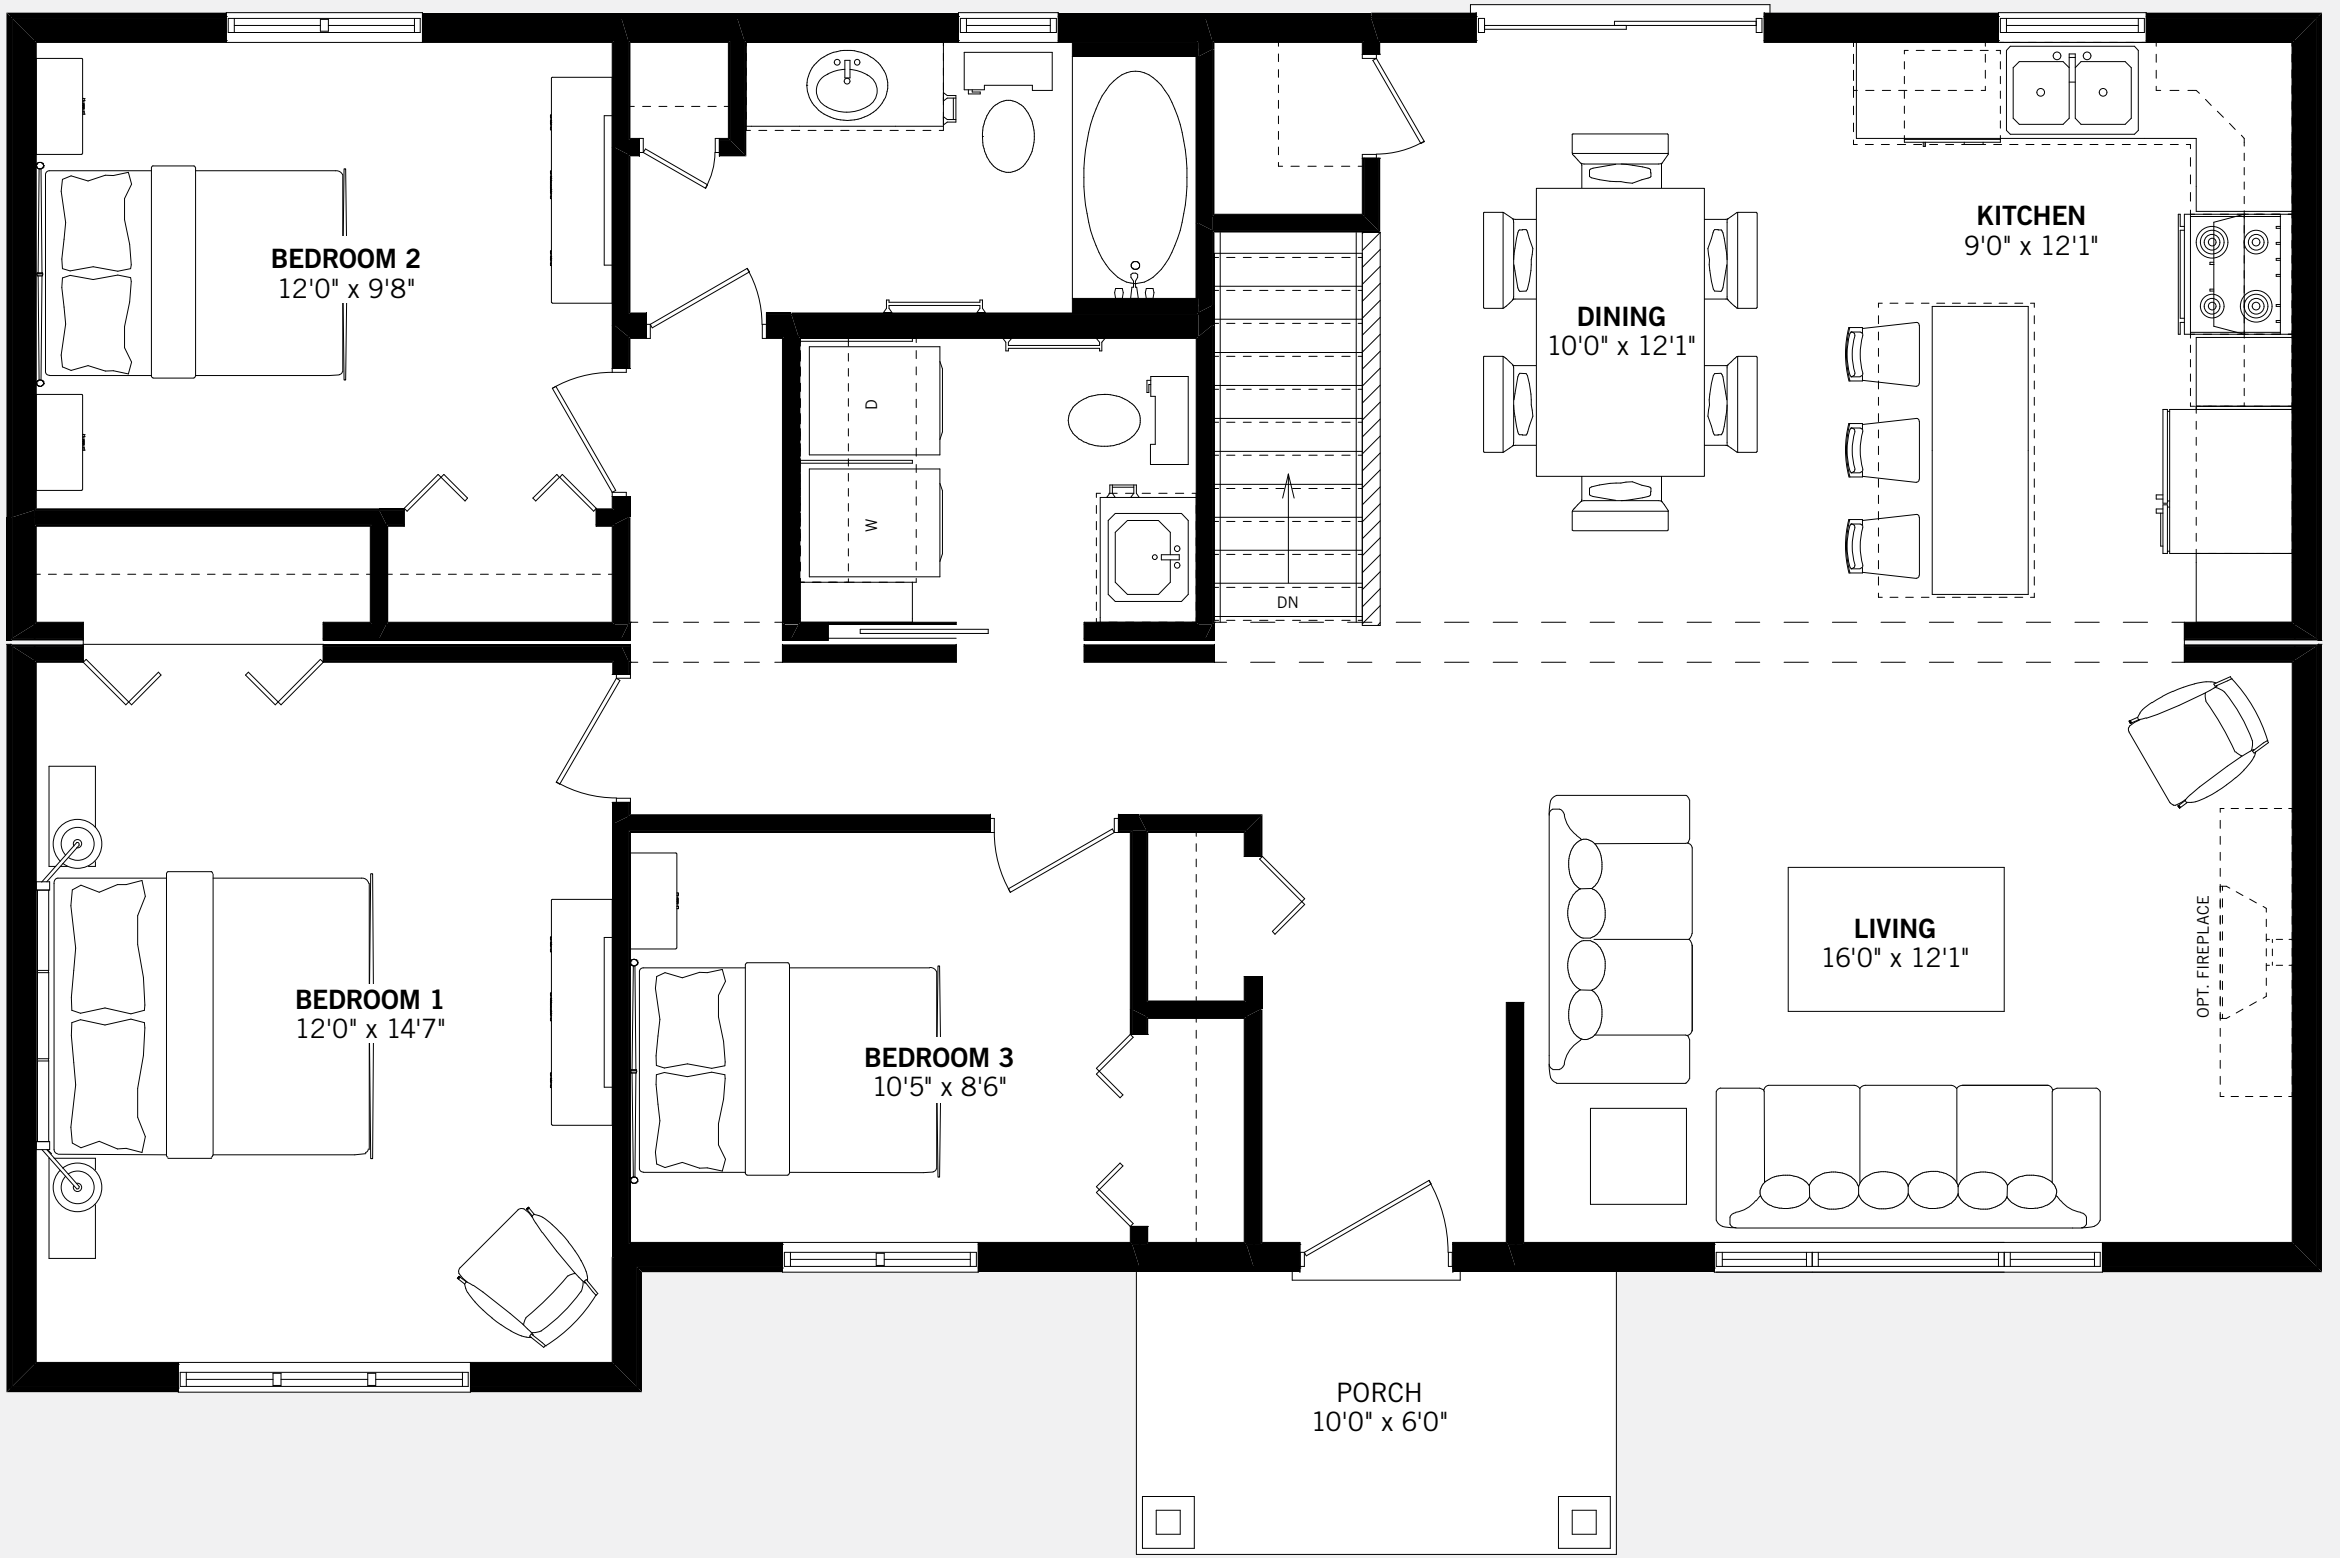 BEDROOM 2
12'0" x 9'8"
KITCHEN
9'0" x 12'1"
DINING
10'0" x 12'1"
D
W
DN
BEDROOM 1
12'0" x 14'7"
BEDROOM 3
10'5" x 8'6"
LIVING
16'0" x 12'1"
OPT. FIREPLACE
PORCH
10'0" x 6'0"